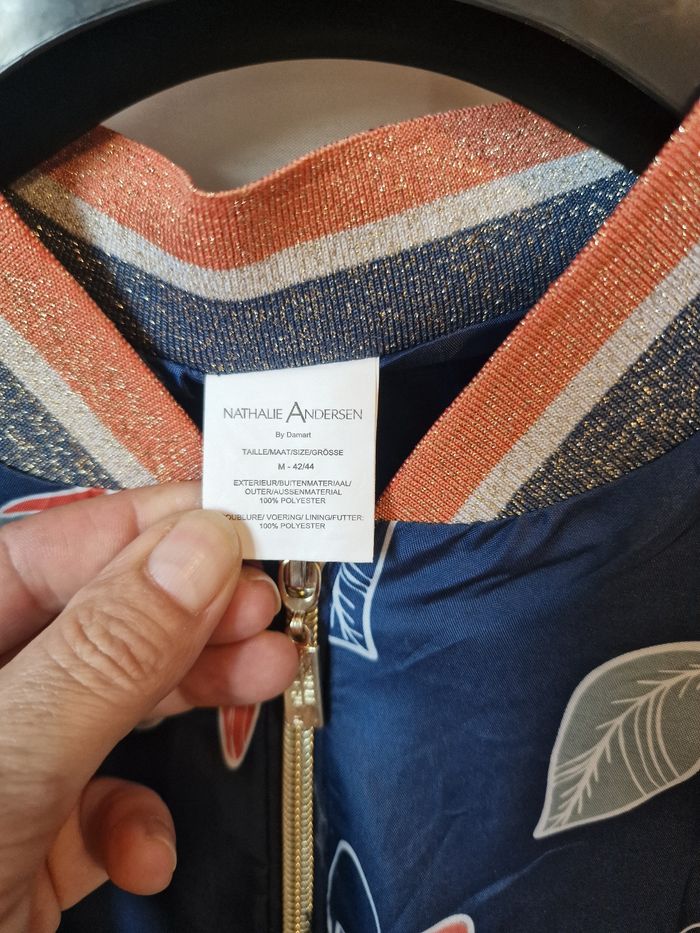 NATHALIE ANDERSEN
By Damart
TAILLE/MAAT/SIZE/GRÖSSE
M - 42/44
EXTERIEUR/BUITENMATERIAAL/
OUTER/AUSSENMATERIAL
100% POLYESTER
OUBLURE/ VOERING/ LINING/FUTTER:
100% POLYESTER